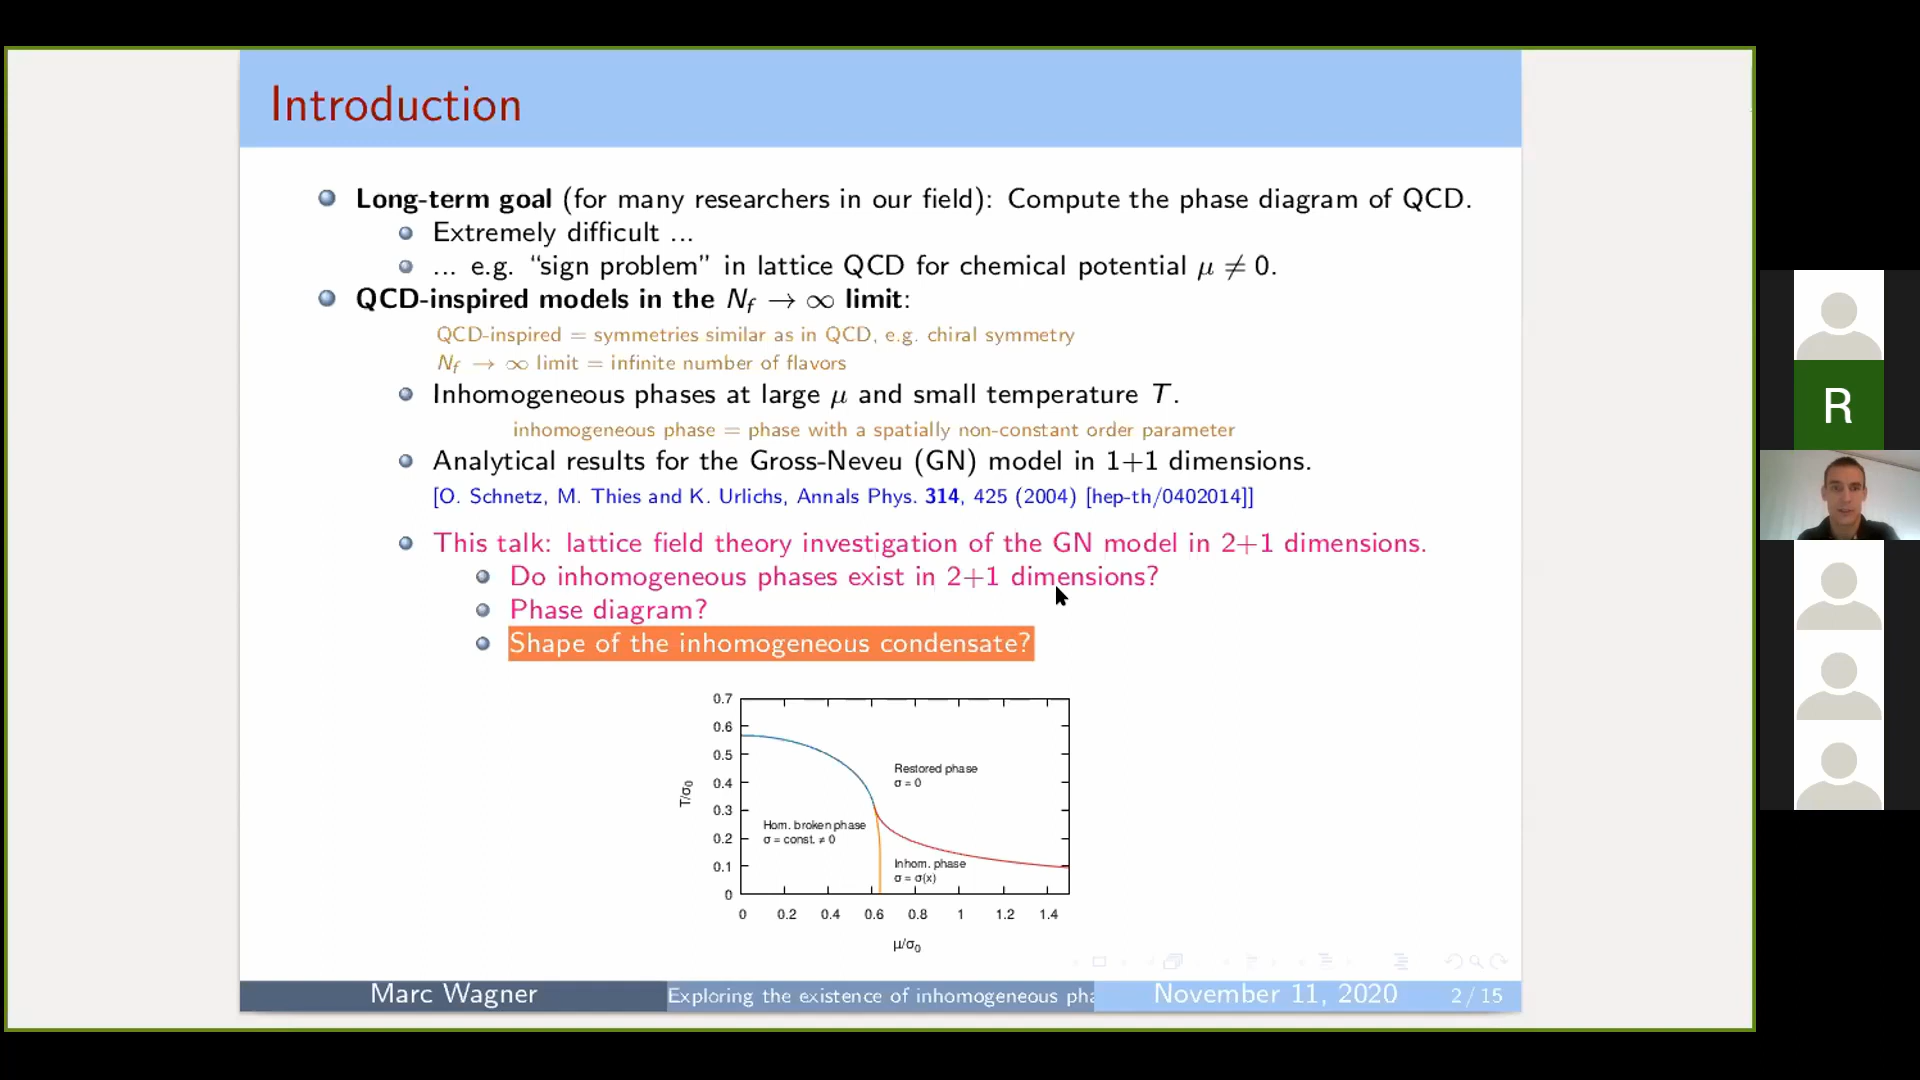 Introduction
Long-term goal (for many researchers in our field): Compute the phase diagram of QCD.
Extremely difficult ...
... e.g. “sign problem” in lattice QCD for chemical potential μ ≠ 0.
QCD-inspired models in the N_f → ∞ limit:
QCD-inspired = symmetries similar as in QCD, e.g. chiral symmetry
N_f → ∞ limit = infinite number of flavors
Inhomogeneous phases at large μ and small temperature T.
inhomogeneous phase = phase with a spatially non-constant order parameter
Analytical results for the Gross-Neveu (GN) model in 1+1 dimensions.
[O. Schnetz, M. Thies and K. Urlichs, Annals Phys. 314, 425 (2004) [hep-th/0402014]]
This talk: lattice field theory investigation of the GN model in 2+1 dimensions.
Do inhomogeneous phases exist in 2+1 dimensions?
Phase diagram?
Shape of the inhomogeneous condensate?
0.7
0.6
0.5
0.4
0.3
0.2
0.1
0
T/σ₀
Restored phase
σ = 0
Hom. broken phase
σ = const. ≠ 0
Inhom. phase
σ = σ(x)
0 0.2 0.4 0.6 0.8 1 1.2 1.4
μ/σ₀
Marc Wagner
Exploring the existence of inhomogeneous pha
November 11, 2020
2 / 15
R